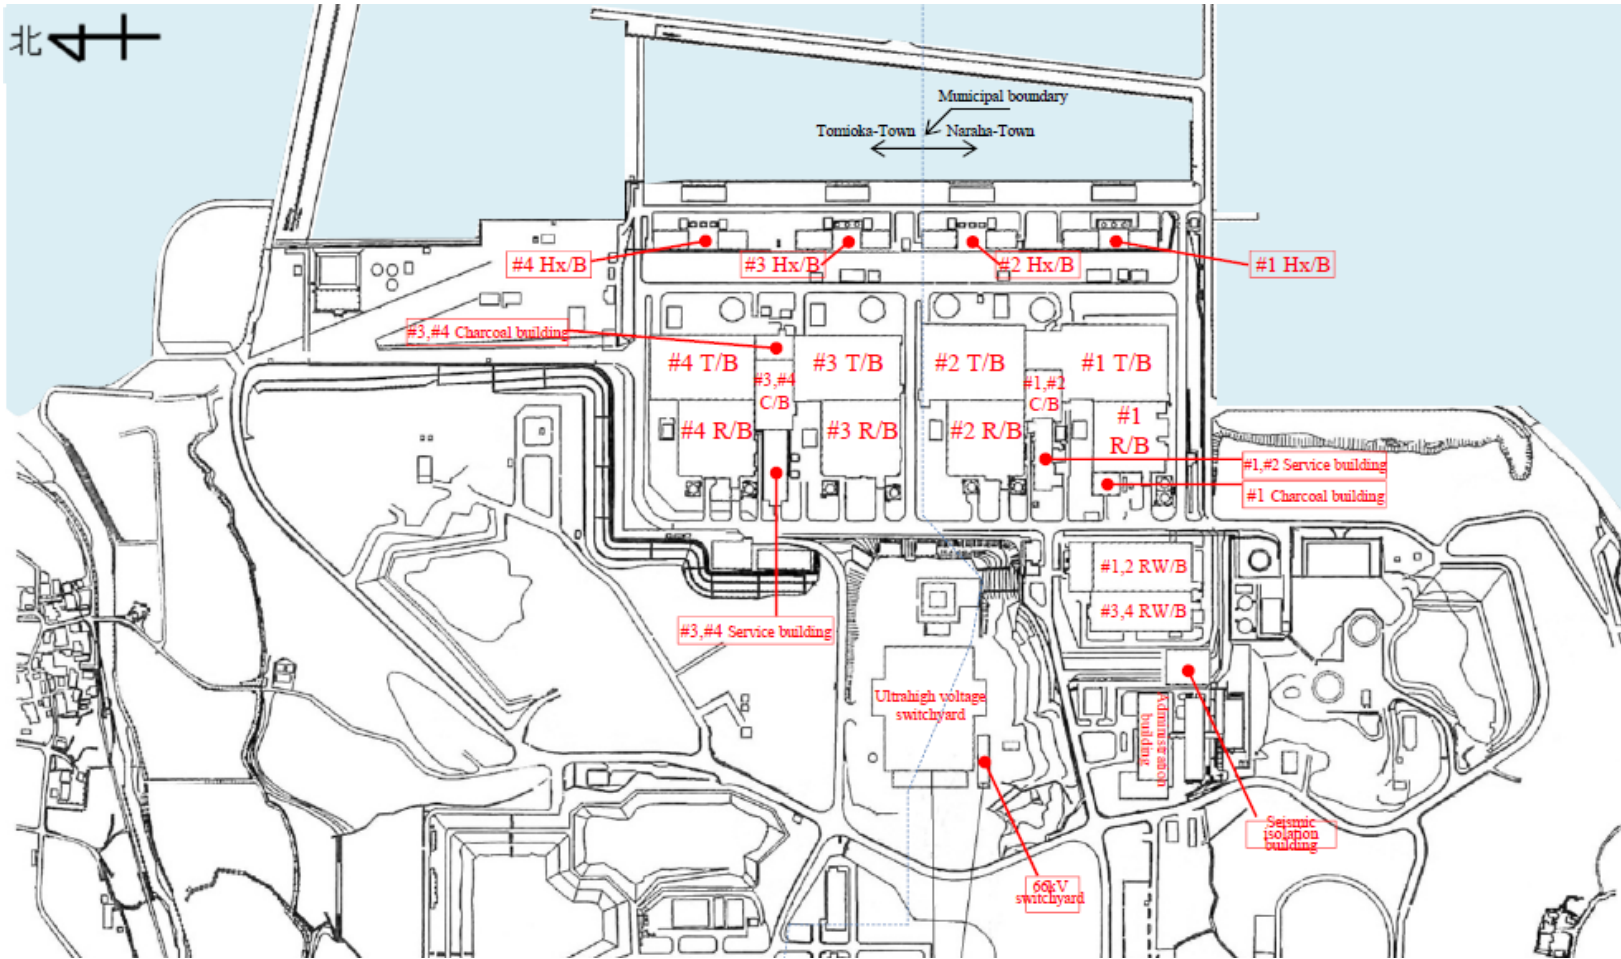 北
Municipal boundary
Tomioka-Town
Naraha-Town
#4 Hx/B
#3 Hx/B
#2 Hx/B
#1 Hx/B
#3,#4 Charcoal building
#4 T/B
#3,#4
C/B
#3 T/B
#2 T/B
#1,#2
C/B
#1 T/B
#4 R/B
#3 R/B
#2 R/B
#1
R/B
#1,#2 Service building
#1 Charcoal building
#1,2 RW/B
#3,4 RW/B
#3,#4 Service building
Ultrahigh voltage
switchyard
Administration
building
Seismic
isolation
building
66kV
switchyard